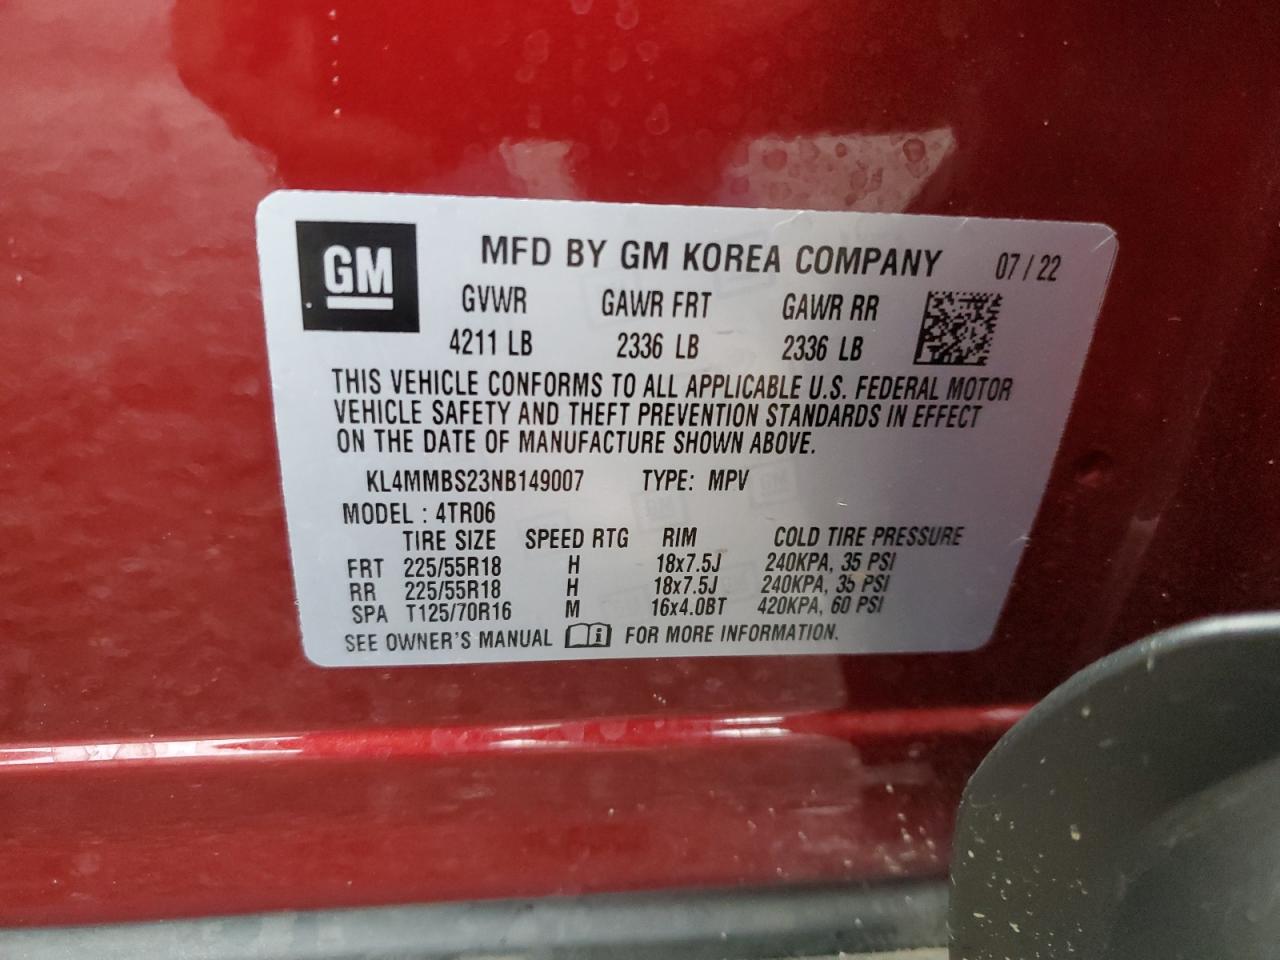 GM
MFD BY GM KOREA COMPANY 07/22
GVWR GAWR FRT GAWR RR
4211 LB 2336 LB 2336 LB
THIS VEHICLE CONFORMS TO ALL APPLICABLE U.S. FEDERAL MOTOR
VEHICLE SAFETY AND THEFT PREVENTION STANDARDS IN EFFECT
ON THE DATE OF MANUFACTURE SHOWN ABOVE.
KL4MMBS23NB149007 TYPE: MPV
MODEL : 4TR06
TIRE SIZE SPEED RTG RIM COLD TIRE PRESSURE
FRT 225/55R18 H 18x7.5J 240KPA, 35 PSI
RR 225/55R18 H 18x7.5J 240KPA, 35 PSI
SPA T125/70R16 M 16x4.0BT 420KPA, 60 PSI
SEE OWNER'S MANUAL i FOR MORE INFORMATION.